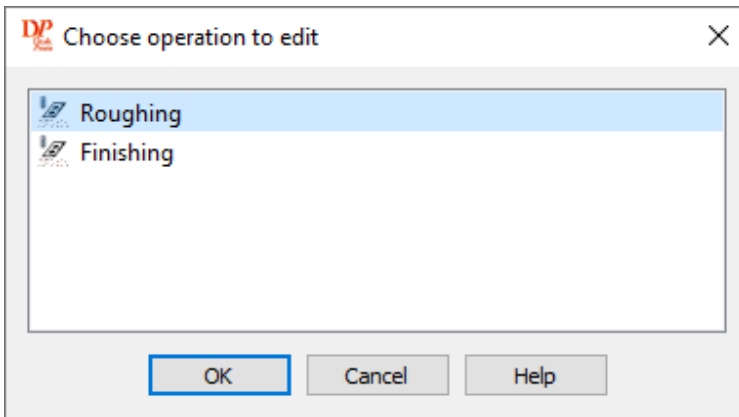 DP
Choose operation to edit
Roughing
Finishing
OK
Cancel
Help